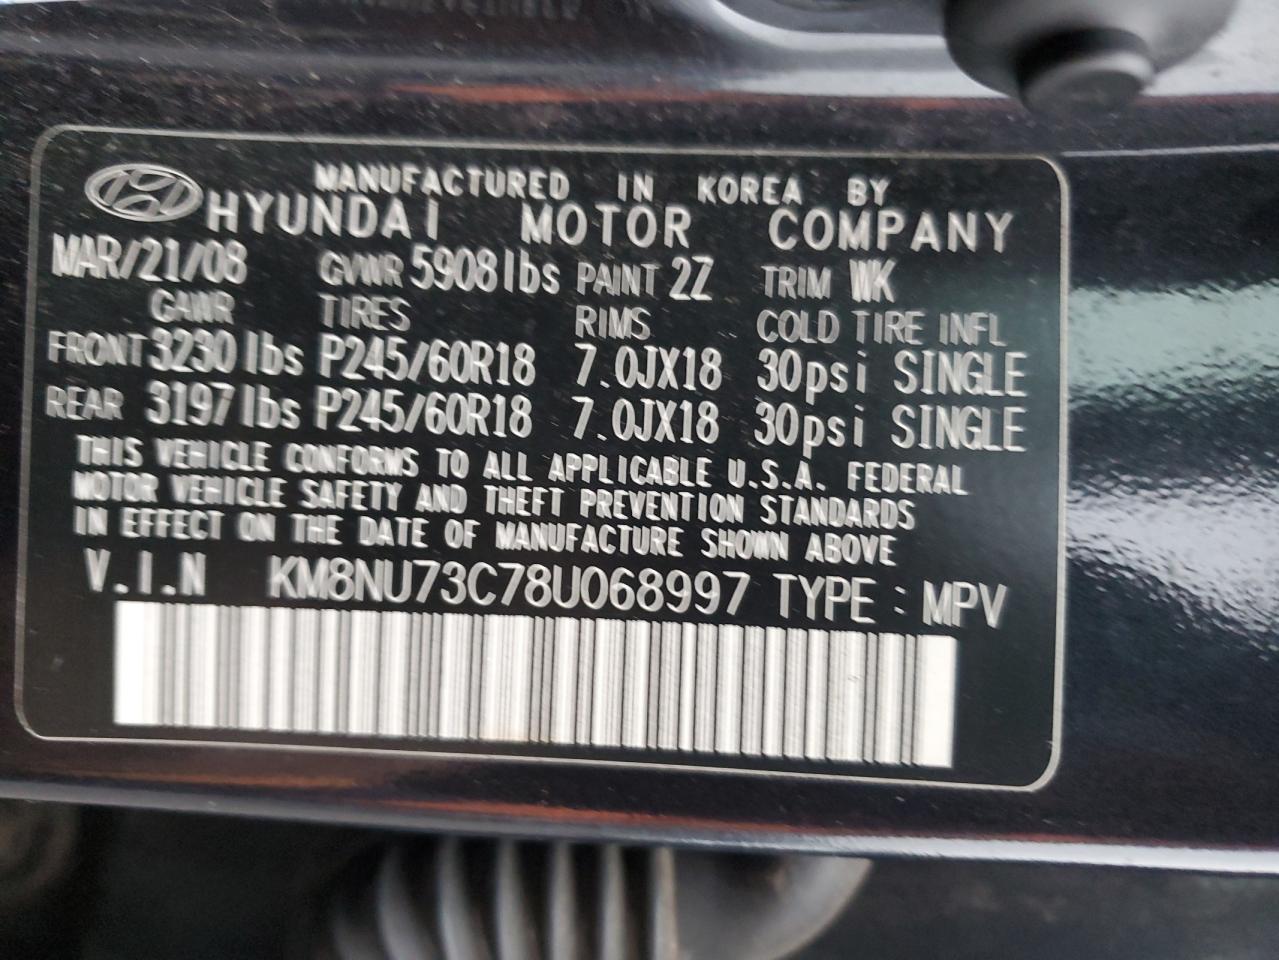 MANUFACTURED IN KOREA BY
HYUNDAI MOTOR COMPANY
MAR/21/08 GVWR 5908lbs PAINT 2Z TRIM WK
GAWR TIRES RIMS COLD TIRE INFL
FRONT 3230lbs P245/60R18 7.0JX18 30psi SINGLE
REAR 3197lbs P245/60R18 7.0JX18 30psi SINGLE
THIS VEHICLE CONFORMS TO ALL APPLICABLE U.S.A. FEDERAL
MOTOR VEHICLE SAFETY AND THEFT PREVENTION STANDARDS
IN EFFECT ON THE DATE OF MANUFACTURE SHOWN ABOVE
V.I.N KM8NU73C78U068997 TYPE : MPV